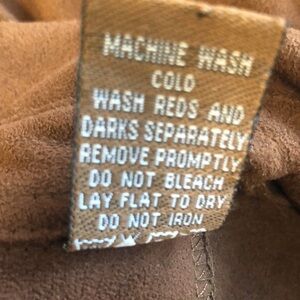 MACHINE WASH
COLD
WASH REDS AND
DARKS SEPARATELY
REMOVE PROMPTLY
DO NOT BLEACH
LAY FLAT TO DRY
DO NOT IRON